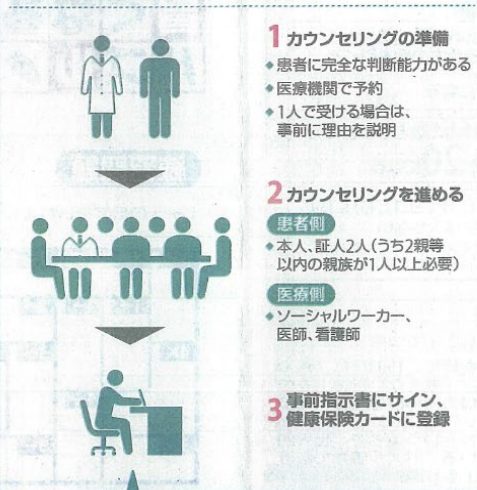 1 カウンセリングの準備
◆患者に完全な判断能力がある
◆医療機関で予約
◆1人で受ける場合は、
事前に理由を説明
2 カウンセリングを進める
患者側
◆本人、証人2人(うち2親等
以内の親族が1人以上必要)
医療側
◆ソーシャルワーカー、
医師、看護師
3 事前指示書にサイン、
健康保険カードに登録